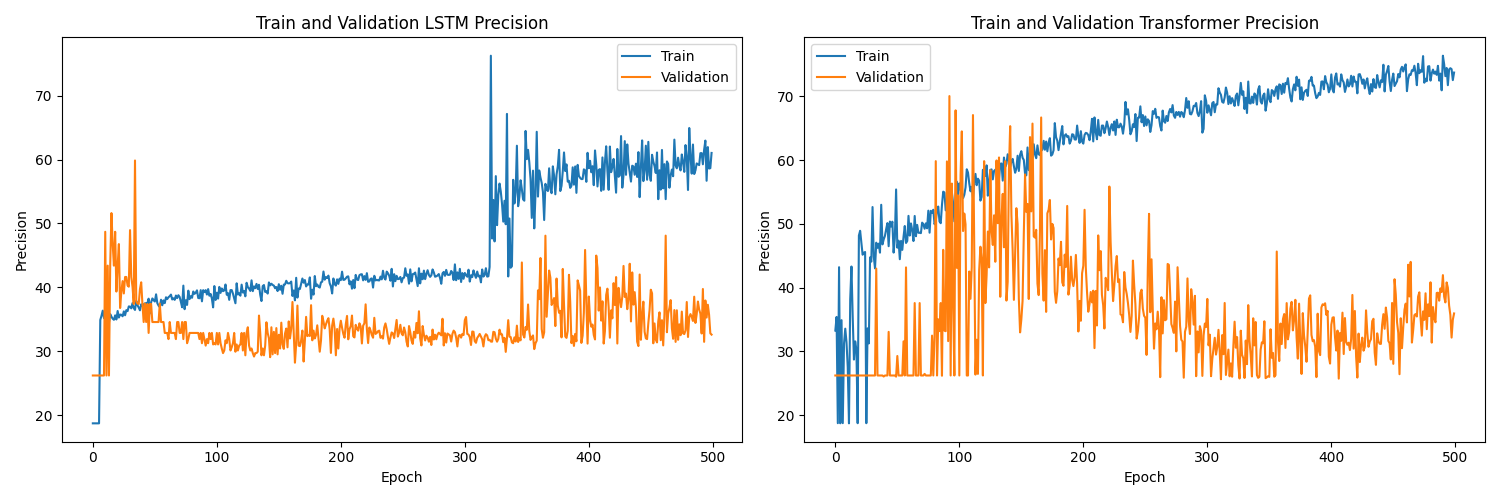 Train and Validation LSTM Precision
Train
Validation
Precision
70
60
50
40
30
20
0 100 200 300 400 500
Epoch
Train and Validation Transformer Precision
Train
Validation
Precision
70
60
50
40
30
20
0 100 200 300 400 500
Epoch